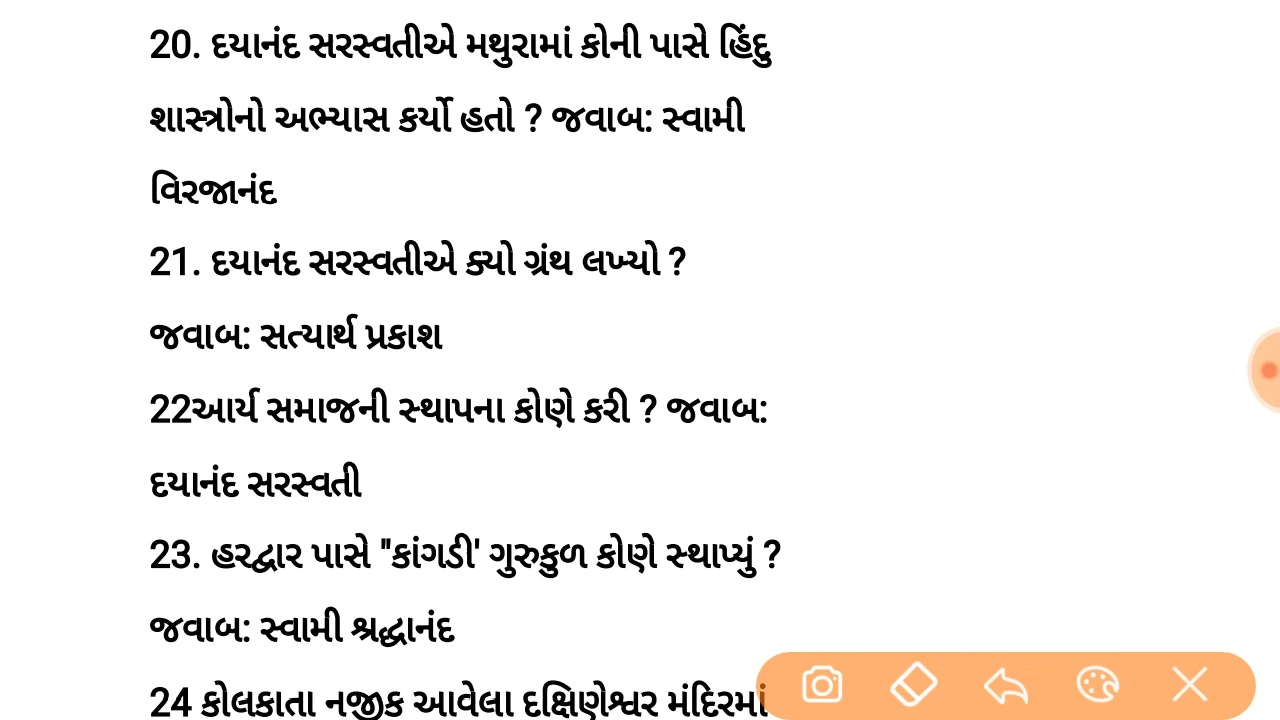 20. દયાનંદ સરસ્વતીએ મથુરામાં કોની પાસે હિંદુ
શાસ્ત્રોનો અભ્યાસ કર્યો હતો ? જવાબ: સ્વામી
વિરજાનંદ
21. દયાનંદ સરસ્વતીએ ક્યો ગ્રંથ લખ્યો ?
જવાબ: સત્યાર્થ પ્રકાશ
22આર્ય સમાજની સ્થાપના કોણે કરી ? જવાબ:
દયાનંદ સરસ્વતી
23. હરદ્વાર પાસે "કાંગડી' ગુરુકુળ કોણે સ્થાપ્યું ?
જવાબ: સ્વામી શ્રદ્ધાનંદ
24 કોલકાતા નજીક આવેલા દક્ષિણેશ્વર મંદિરમાં